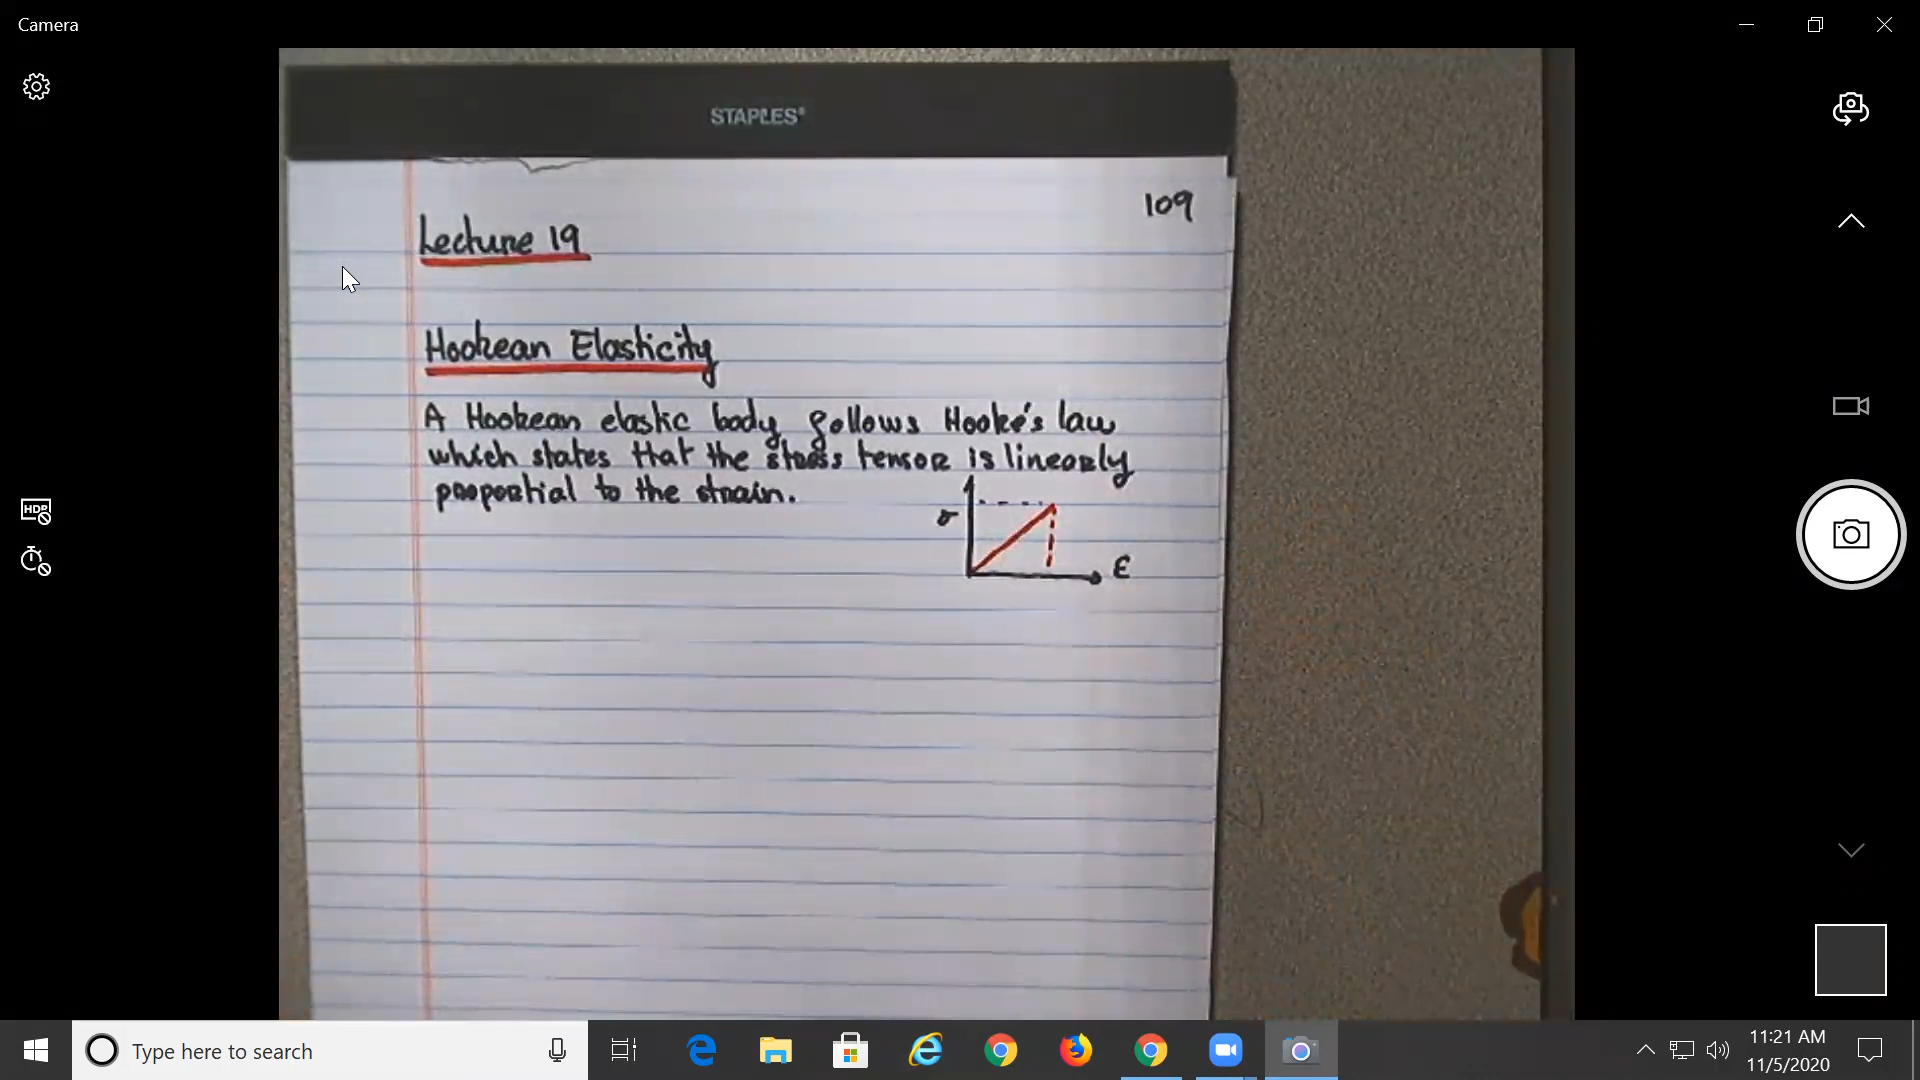 Camera
STAPLES
109
Lecture 19
Hookean Elasticity
A Hookean elastic body follows Hooke's law
which states that the stress tensor is linearly
proportial to the strain.
σ
ε
HDR
Type here to search
11:21 AM
11/5/2020